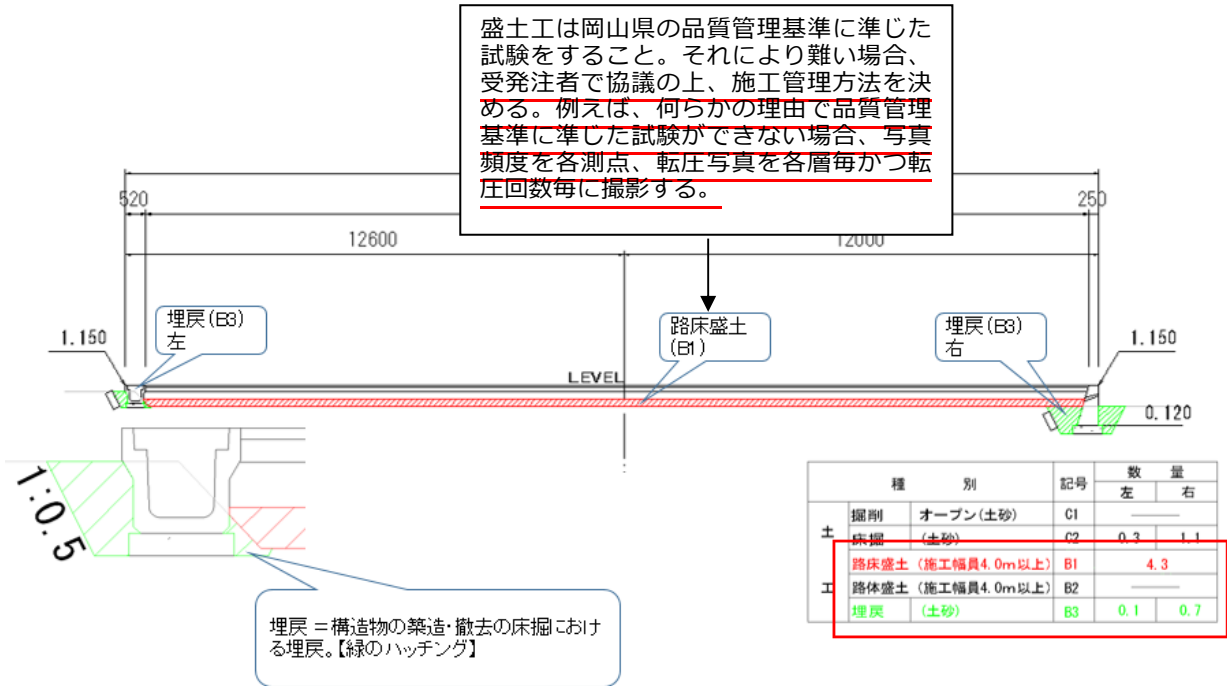 盛土工は岡山県の品質管理基準に準じた
試験をすること。それにより難い場合、
受発注者で協議の上、施工管理方法を決
める。例えば、何らかの理由で品質管理
基準に準じた試験ができない場合、写真
頻度を各測点、転圧写真を各層毎かつ転
圧回数毎に撮影する。
520
250
12600
12000
埋戻(B3)
左
路床盛土
(B1)
埋戻(B3)
右
1.150
1.150
LEVEL
0.120
1:0.5
埋戻＝構造物の築造・撤去の床掘におけ
る埋戻。【緑のハッチング】
種 別 記号 数 量
左 右
土工
掘削 オープン(土砂) C1 ―
床掘 (土砂) C2 0.3 1.1
路床盛土 (施工幅員4.0m以上) B1 4.3
路体盛土 (施工幅員4.0m以上) B2 ―
埋戻 (土砂) B3 0.1 0.7